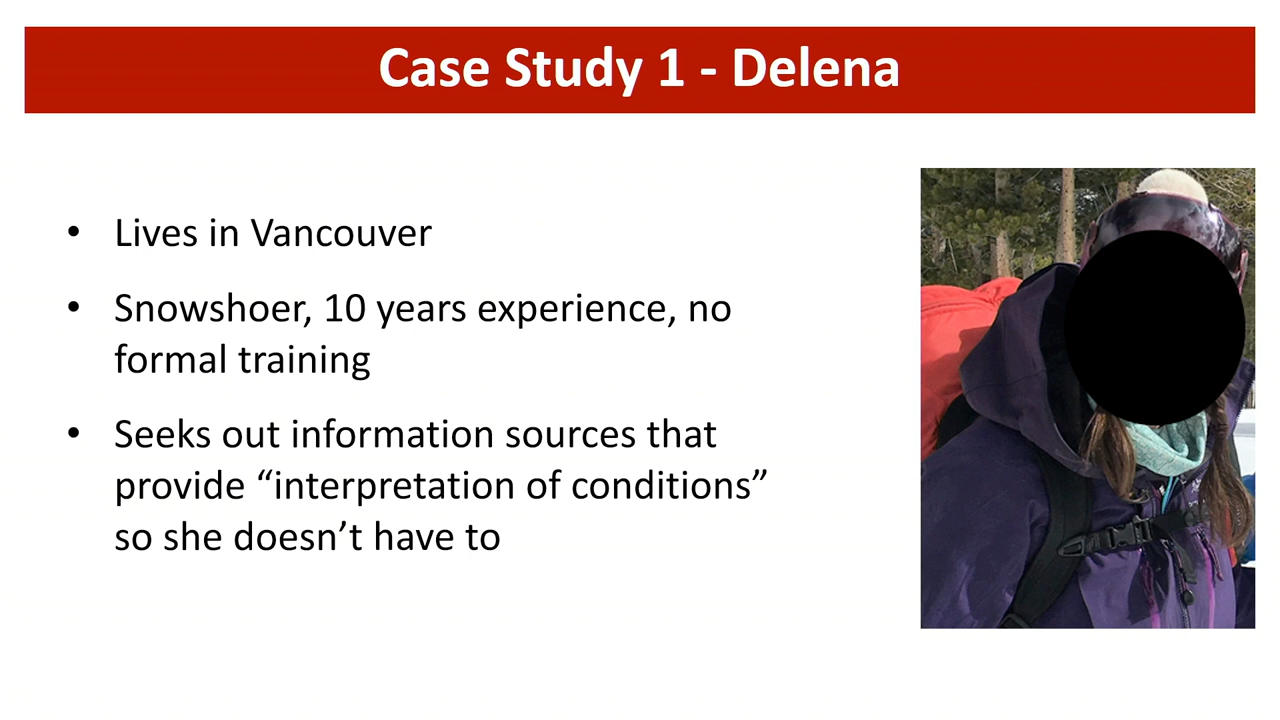 Case Study 1 - Delena
• Lives in Vancouver
• Snowshoer, 10 years experience, no
formal training
• Seeks out information sources that
provide “interpretation of conditions”
so she doesn’t have to